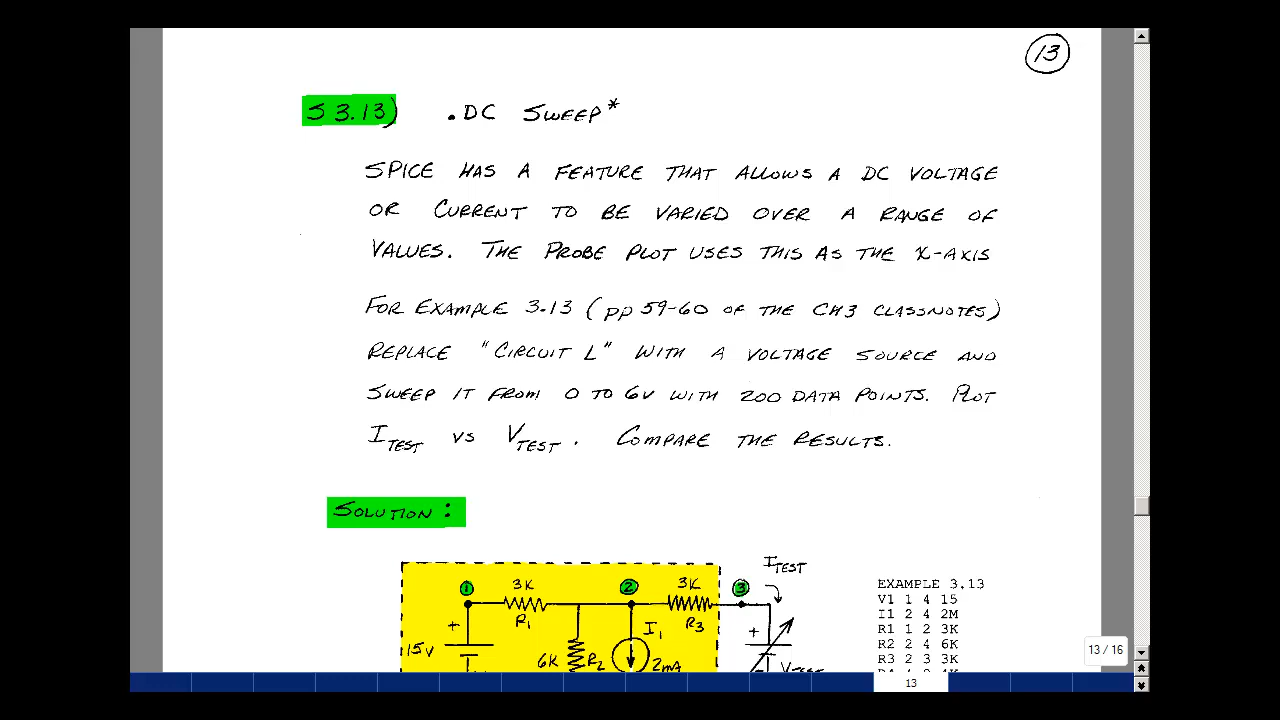 13
S 3.13) .DC SWEEP*
SPICE HAS A FEATURE THAT ALLOWS A DC VOLTAGE
OR CURRENT TO BE VARIED OVER A RANGE OF
VALUES. THE PROBE PLOT USES THIS AS THE X-AXIS
FOR EXAMPLE 3.13 (pp 59-60 OF THE CH3 CLASSNOTES)
REPLACE "CIRCUIT L" WITH A VOLTAGE SOURCE AND
SWEEP IT FROM 0 TO 6V WITH 200 DATA POINTS. PLOT
ITEST VS VTEST. COMPARE THE RESULTS.
SOLUTION:
ITEST
1 3K 2 3K 3
R1 R3
+ I1 +
15V 6K R2 2mA
EXAMPLE 3.13
V1 1 4 15
I1 2 4 2M
R1 1 2 3K
R2 2 4 6K
R3 2 3 3K
13 / 16
13